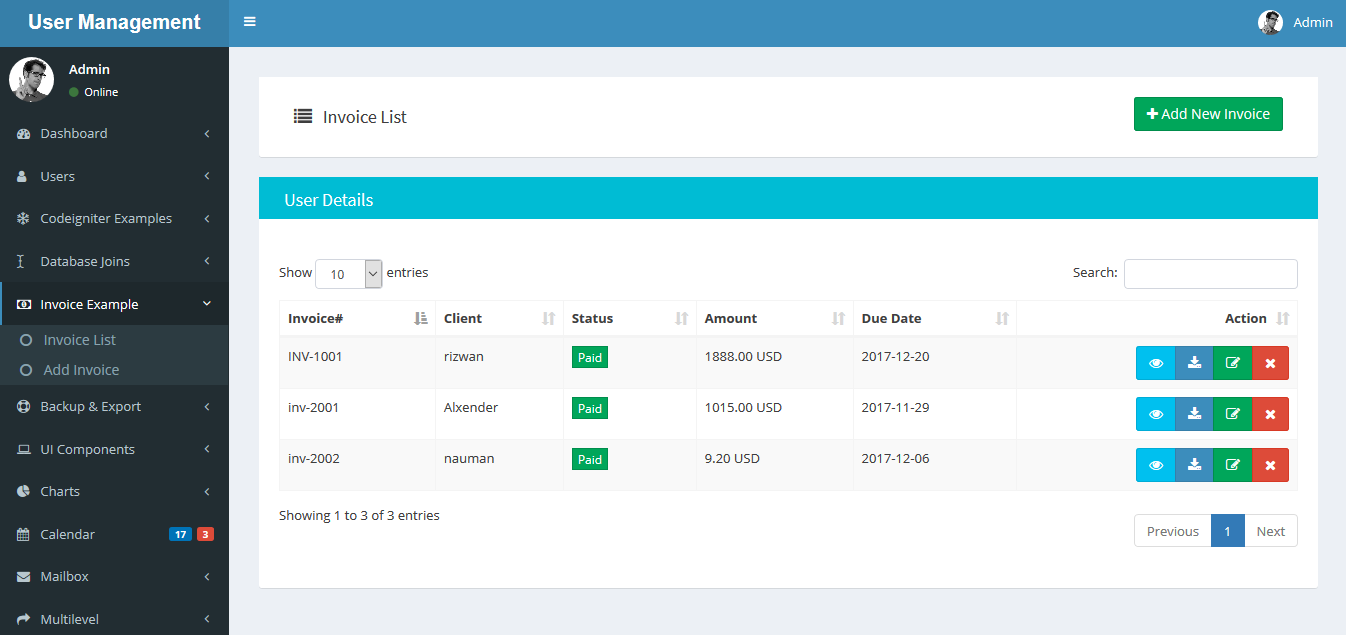 User Management
Admin
Admin
Online
Dashboard
Users
Codeigniter Examples
Database Joins
Invoice Example
Invoice List
Add Invoice
Backup & Export
UI Components
Charts
Calendar 17 3
Mailbox
Multilevel
Invoice List
Add New Invoice
User Details
Show 10 entries Search:
Invoice# Client Status Amount Due Date Action
INV-1001 rizwan Paid 1888.00 USD 2017-12-20
inv-2001 Alxender Paid 1015.00 USD 2017-11-29
inv-2002 nauman Paid 9.20 USD 2017-12-06
Showing 1 to 3 of 3 entries
Previous 1 Next